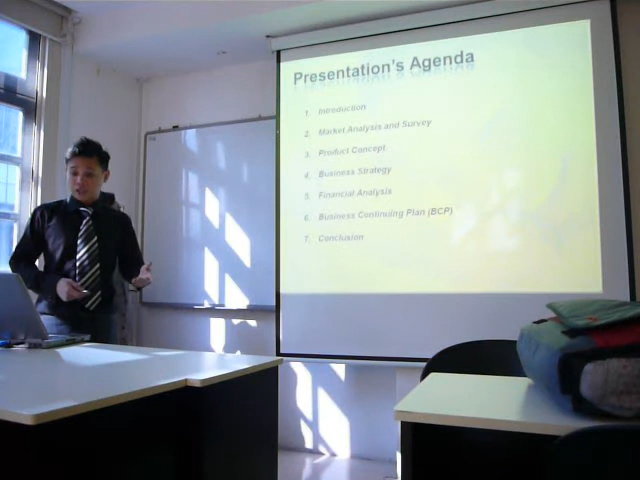 Presentation's Agenda
1. Introduction
2. Market Analysis and Survey
3. Product Concept
4. Business Strategy
5. Financial Analysis
6. Business Continuing Plan (BCP)
7. Conclusion